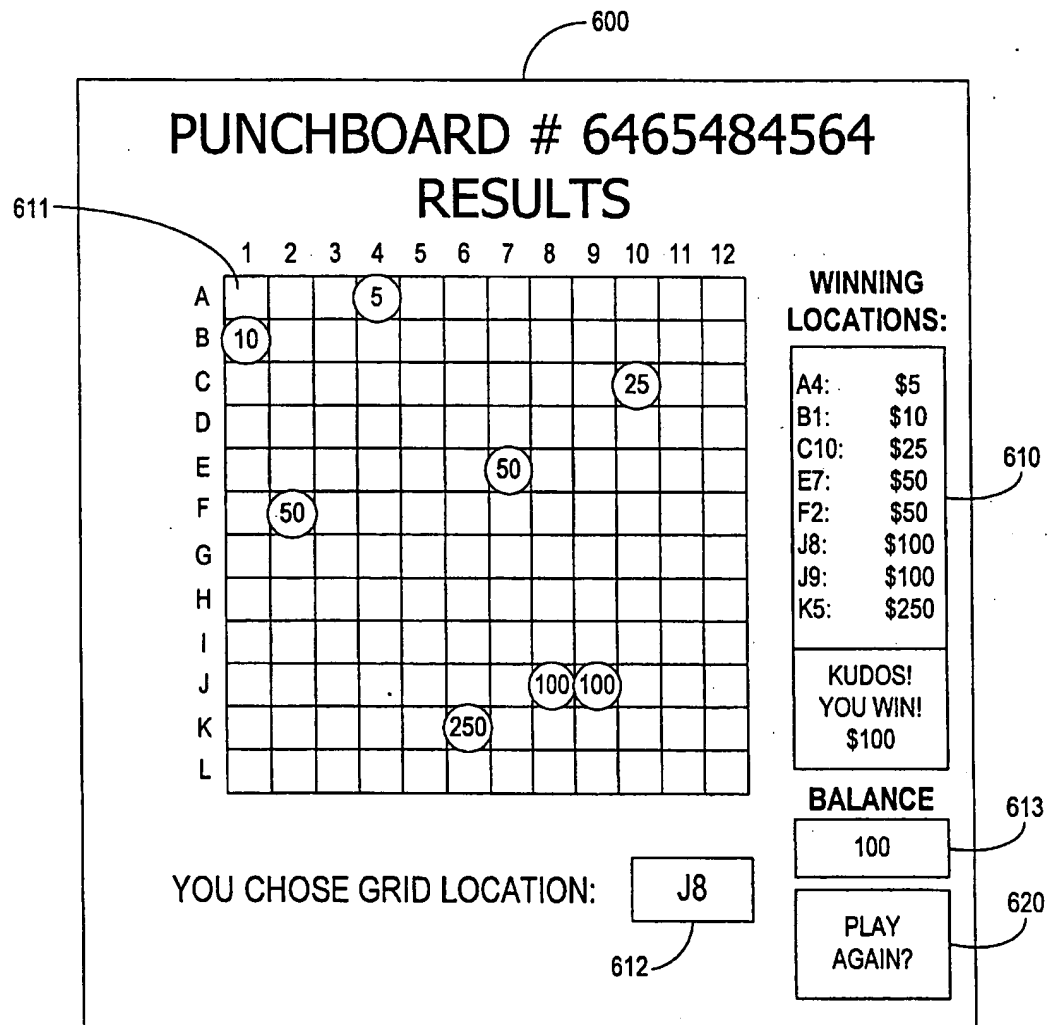 600
PUNCHBOARD # 6465484564
RESULTS
611
1 2 3 4 5 6 7 8 9 10 11 12
A 5
B 10
C 25
D
E 50
F 50
G
H
I
J 100 100
K 250
L
WINNING
LOCATIONS:
A4: $5
B1: $10
C10: $25
E7: $50
F2: $50
J8: $100
J9: $100
K5: $250
610
KUDOS!
YOU WIN!
$100
BALANCE
613
100
YOU CHOSE GRID LOCATION: J8
612
620
PLAY
AGAIN?